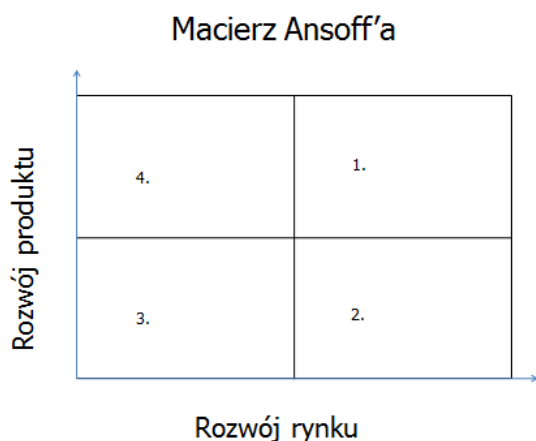 Macierz Ansoff'a
Rozwój produktu
4.
1.
3.
2.
Rozwój rynku